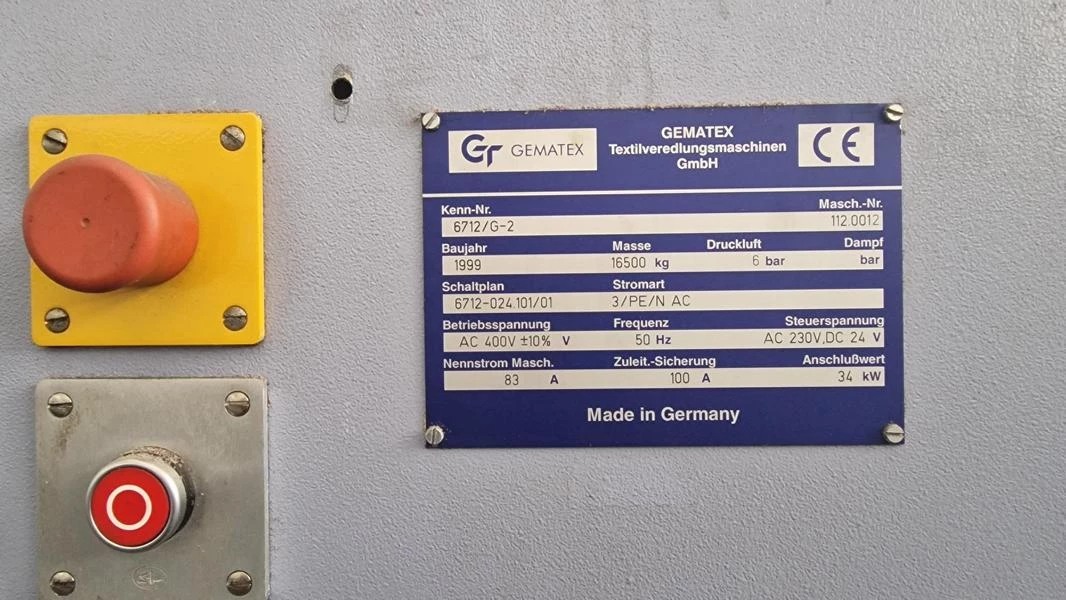 GT GEMATEX
GEMATEX
Textilveredlungsmaschinen
GmbH
CE
Kenn-Nr. Masch.-Nr.
6712/G-2 112.0012
Baujahr Masse Druckluft Dampf
1999 16500 kg 6 bar bar
Schaltplan Stromart
6712-024.101/01 3/PE/N AC
Betriebsspannung Frequenz Steuerspannung
AC 400V ±10% V 50 Hz AC 230V,DC 24 V
Nennstrom Masch. Zuleit.-Sicherung Anschlußwert
83 A 100 A 34 kW
Made in Germany